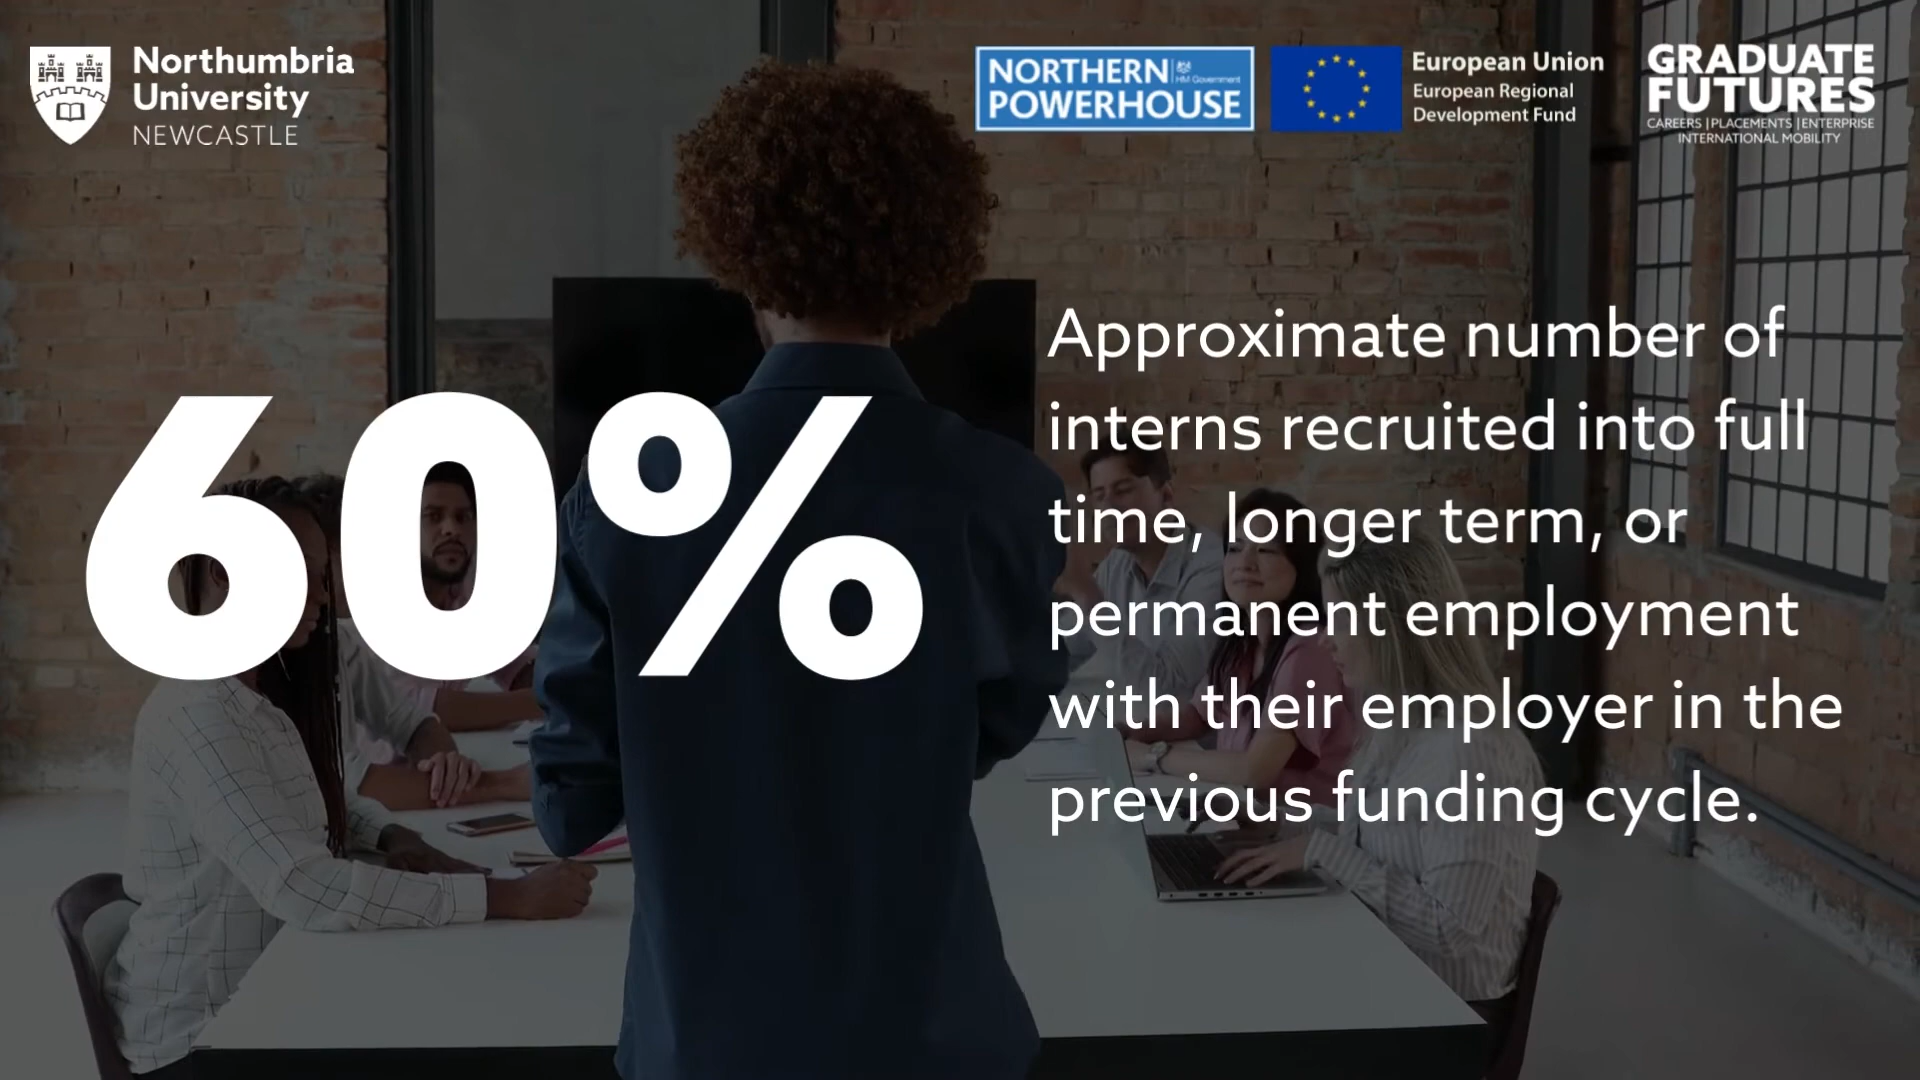 Northumbria
University
NEWCASTLE
NORTHERN
HM Government
POWERHOUSE
European Union
European Regional
Development Fund
GRADUATE
FUTURES
CAREERS | PLACEMENTS | ENTERPRISE
INTERNATIONAL MOBILITY
60%
Approximate number of
interns recruited into full
time, longer term, or
permanent employment
with their employer in the
previous funding cycle.